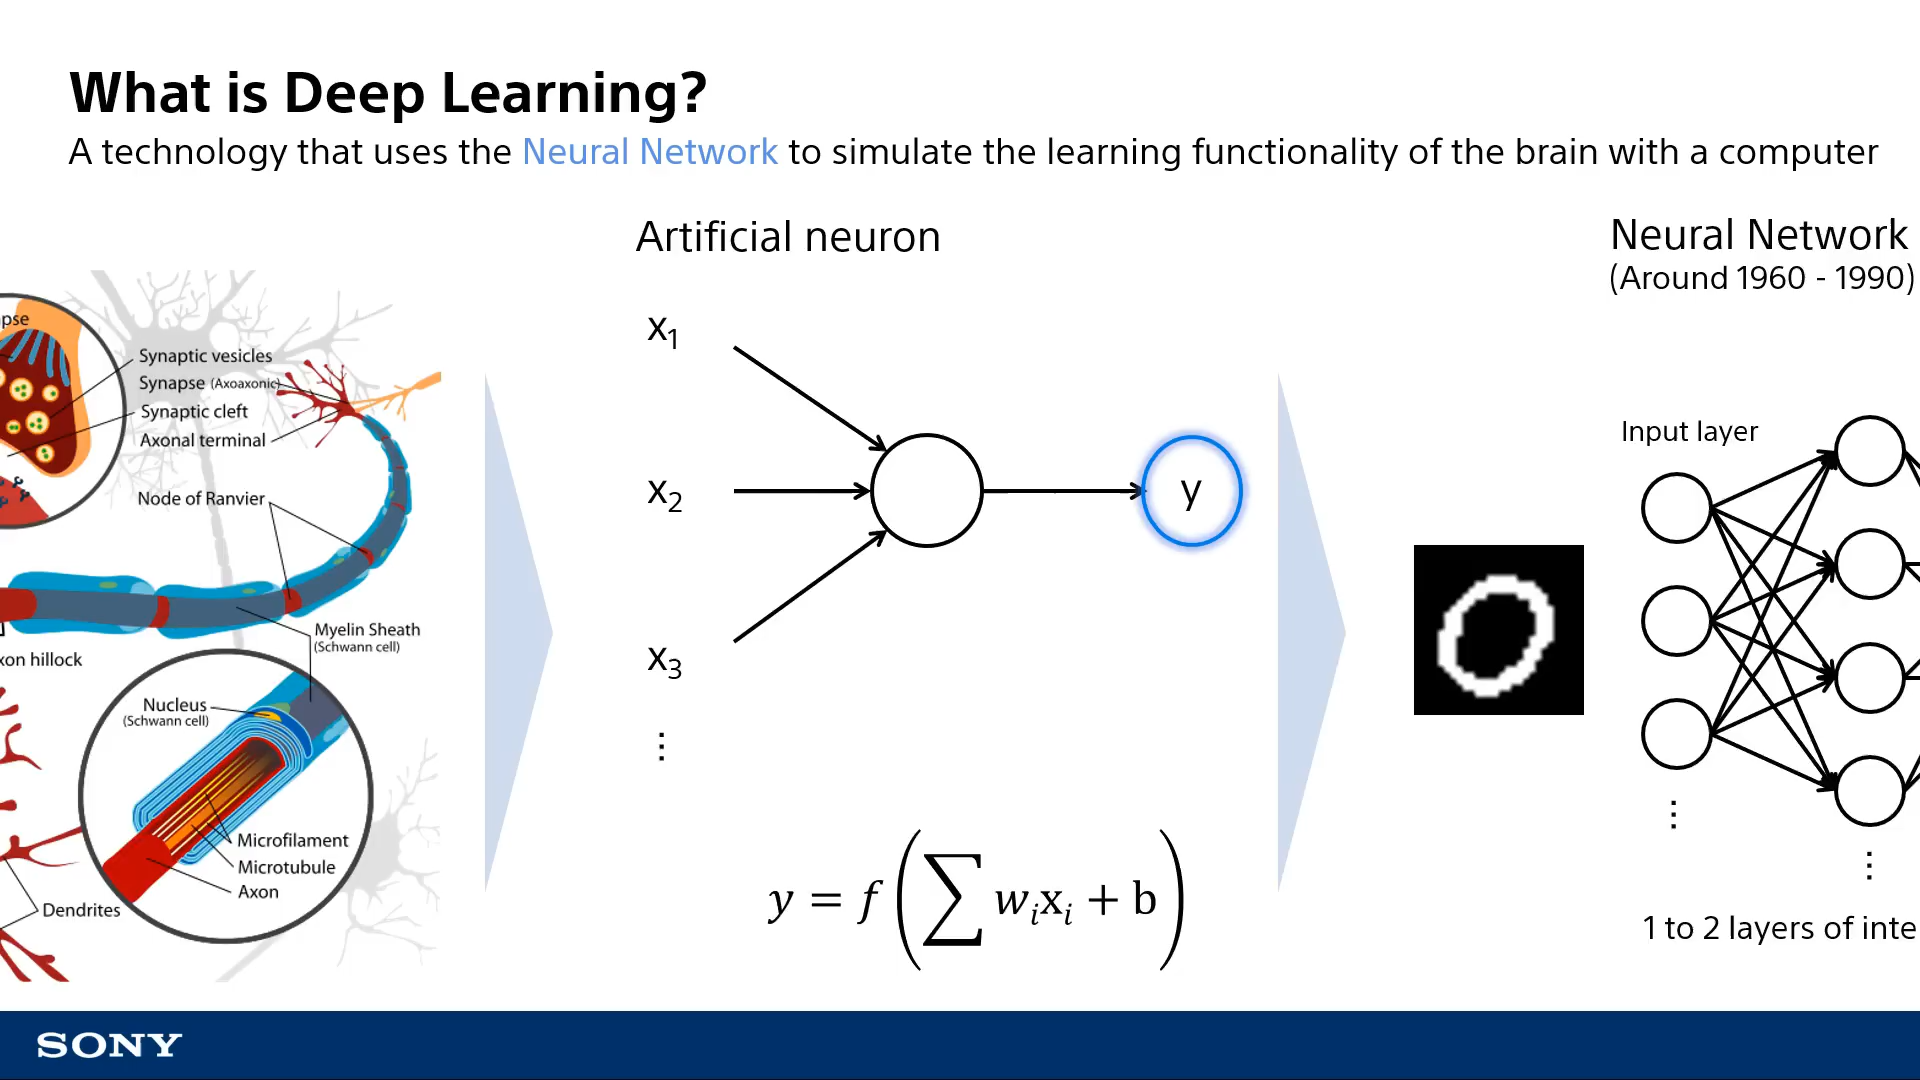 What is Deep Learning?
A technology that uses the Neural Network to simulate the learning functionality of the brain with a computer
Synaptic vesicles
Synapse (Axoaxonic)
Synaptic cleft
Axonal terminal
Node of Ranvier
Myelin Sheath
(Schwann cell)
Nucleus
(Schwann cell)
Microfilament
Microtubule
Axon
Dendrites
hillock
Artificial neuron
x₁
x₂
x₃
⋮
y
y = f(∑ wᵢxᵢ + b)
Neural Network
(Around 1960 - 1990)
Input layer
⋮
⋮
1 to 2 layers of
SONY